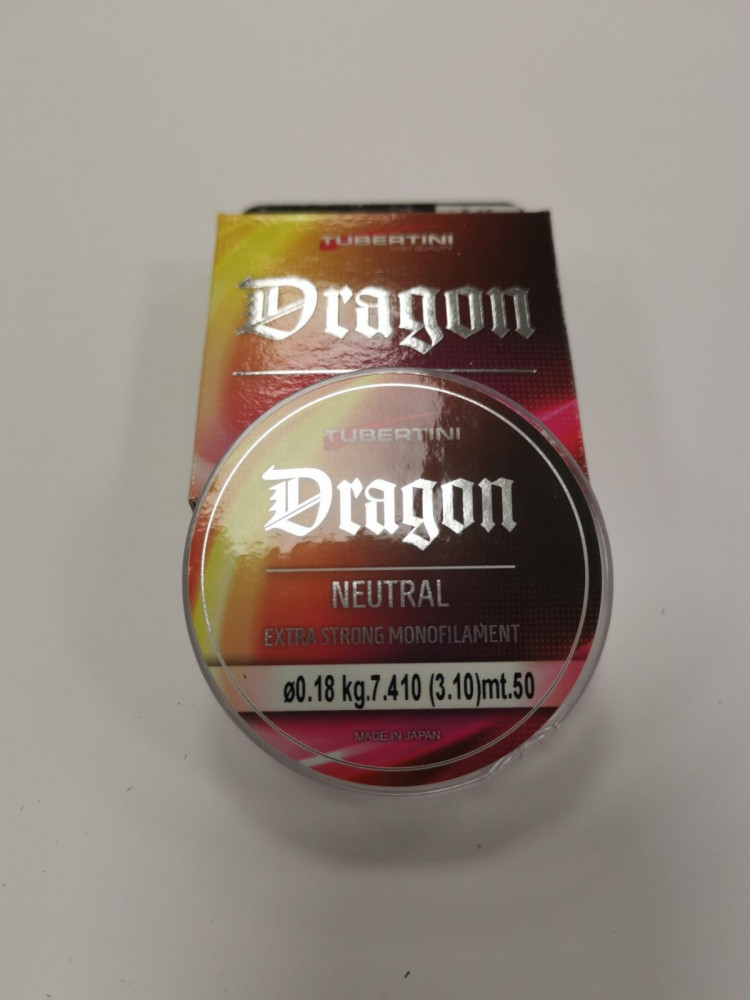 TUBERTINI
Dragon
TUBERTINI
Dragon
NEUTRAL
EXTRA STRONG MONOFILAMENT
ø0.18 kg.7.410 (3.10)mt.50
MADE IN JAPAN